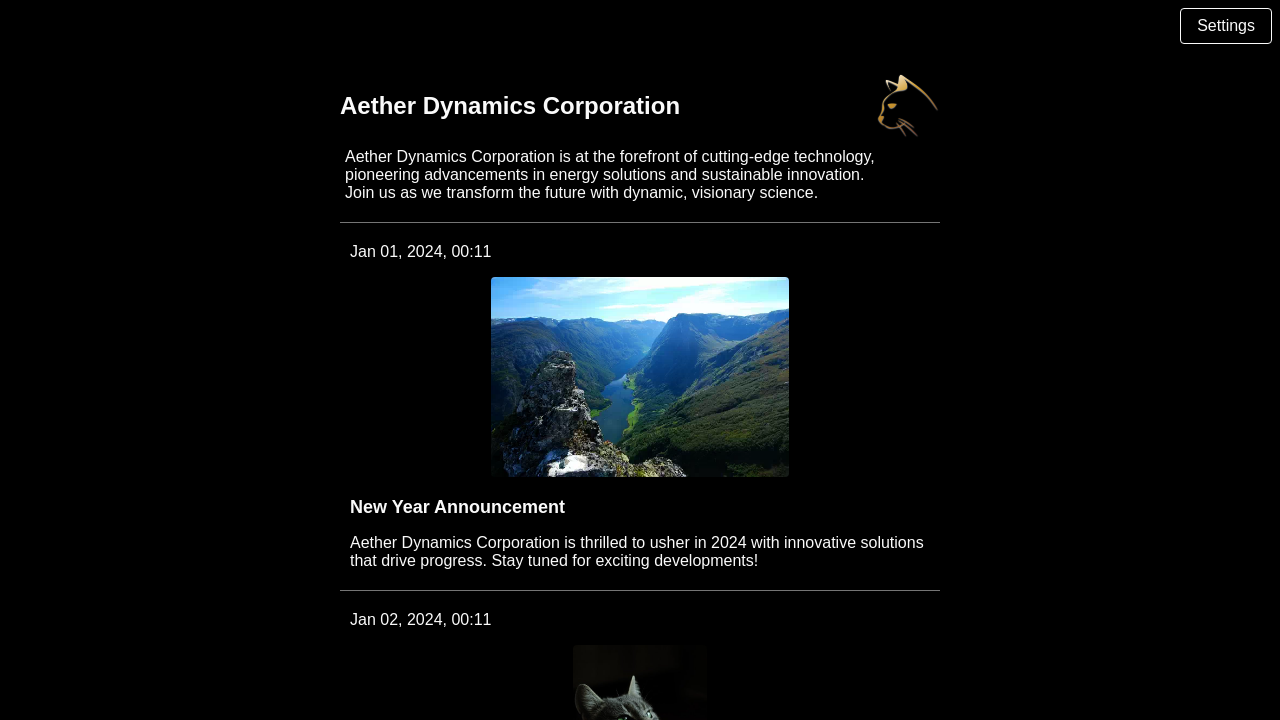 Settings
Aether Dynamics Corporation
Aether Dynamics Corporation is at the forefront of cutting-edge technology,
pioneering advancements in energy solutions and sustainable innovation.
Join us as we transform the future with dynamic, visionary science.
Jan 01, 2024, 00:11
New Year Announcement
Aether Dynamics Corporation is thrilled to usher in 2024 with innovative solutions
that drive progress. Stay tuned for exciting developments!
Jan 02, 2024, 00:11